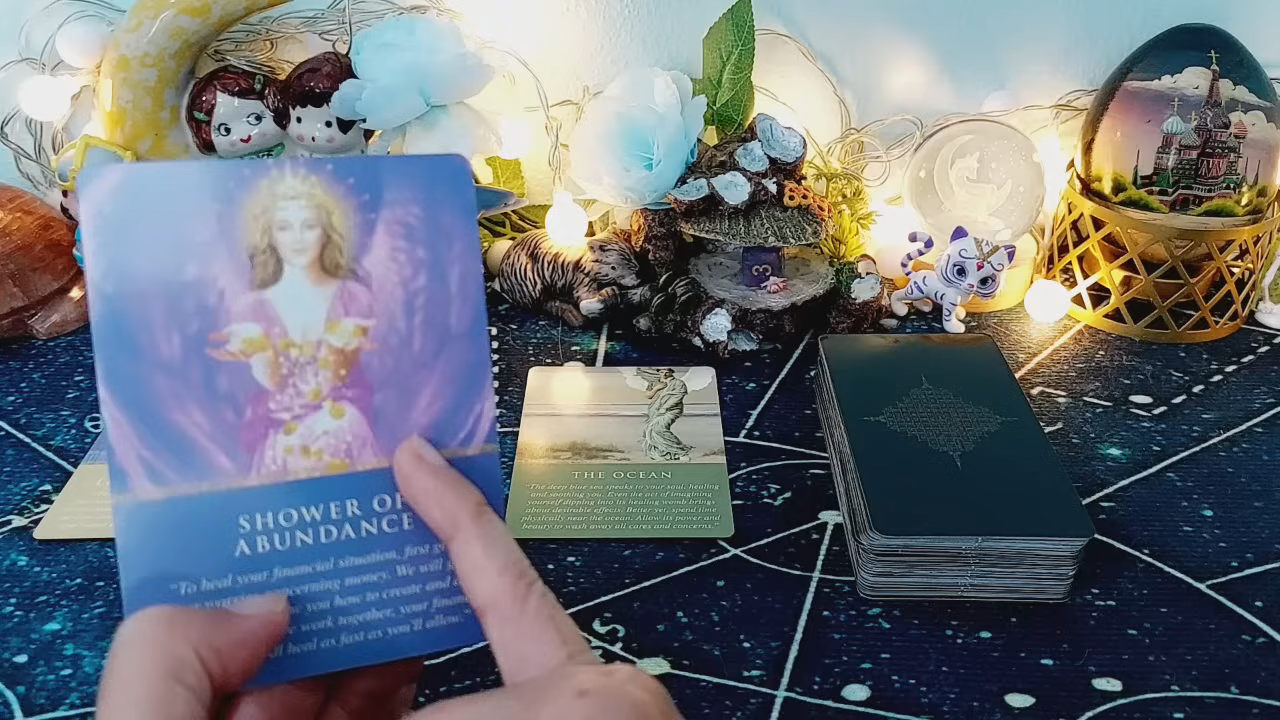 SHOWER OF
ABUNDANCE
"To heal your financial situation, first
concerning money. We will
you how to create and
work together, your
heal as fast as you'll allow.
THE OCEAN
"The deep blue sea speaks to your soul, healing
and soothing you. Even the act of imagining
yourself dipping into its healing womb brings
about desirable effects. Better yet, spend time
physically near the ocean. Allow its power and
beauty to wash away all cares and concerns."
3